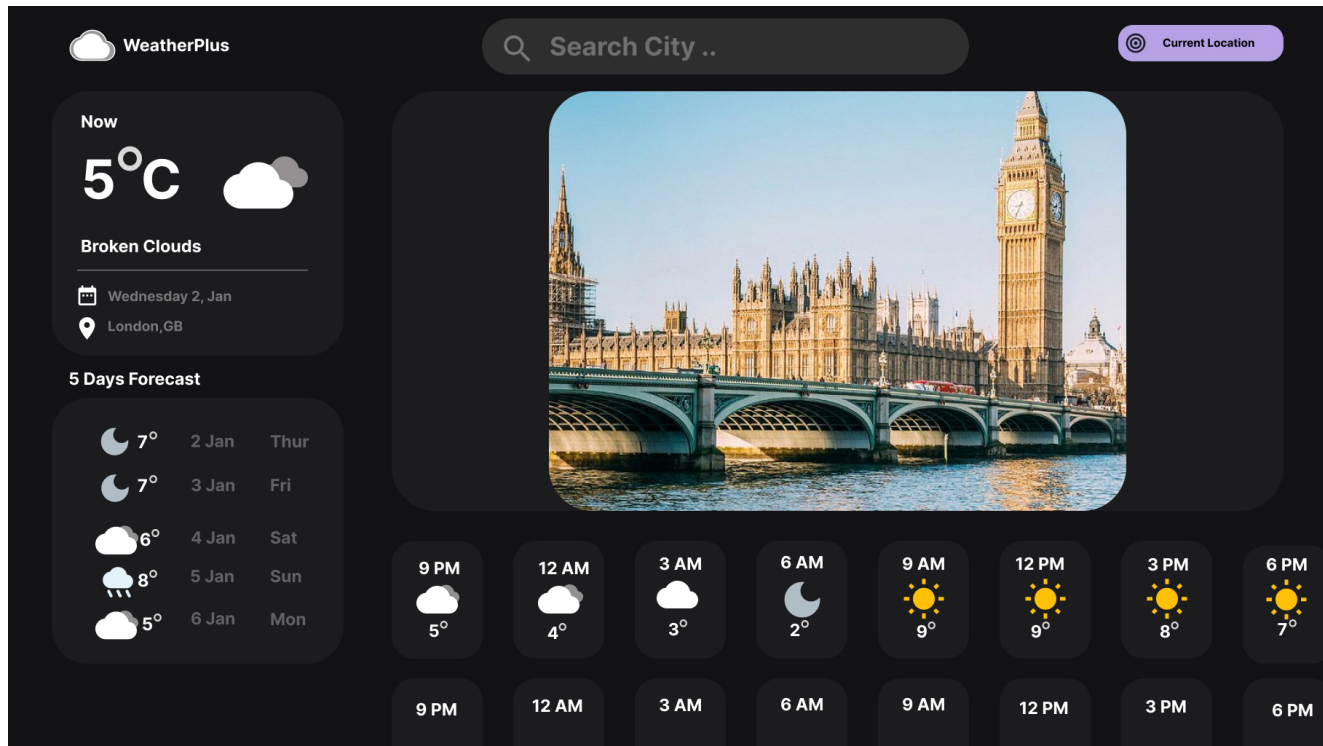 WeatherPlus
Search City ..
Current Location
Now
5°C
Broken Clouds
Wednesday 2, Jan
London,GB
5 Days Forecast
7° 2 Jan Thur
7° 3 Jan Fri
6° 4 Jan Sat
8° 5 Jan Sun
5° 6 Jan Mon
9 PM 12 AM 3 AM 6 AM 9 AM 12 PM 3 PM 6 PM
5° 4° 3° 2° 9° 9° 8° 7°
9 PM 12 AM 3 AM 6 AM 9 AM 12 PM 3 PM 6 PM